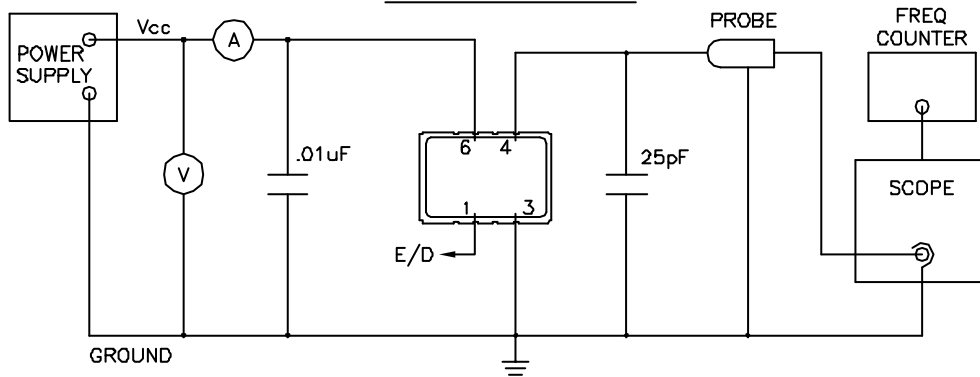 Vcc
POWER
SUPPLY
A
V
.01uF
6 4
1 3
E/D
25pF
PROBE
FREQ
COUNTER
SCOPE
GROUND